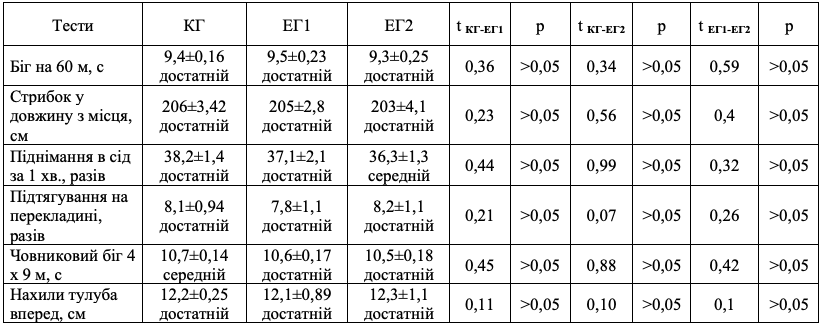 Тести КГ ЕГ1 ЕГ2 t КГ-ЕГ1 p t КГ-ЕГ2 p t ЕГ1-ЕГ2 p
Біг на 60 м, с 9,4±0,16 достатній 9,5±0,23 достатній 9,3±0,25 достатній 0,36 >0,05 0,34 >0,05 0,59 >0,05
Стрибок у довжину з місця, см 206±3,42 достатній 205±2,8 достатній 203±4,1 достатній 0,23 >0,05 0,56 >0,05 0,4 >0,05
Піднімання в сід за 1 хв., разів 38,2±1,4 достатній 37,1±2,1 достатній 36,3±1,3 середній 0,44 >0,05 0,99 >0,05 0,32 >0,05
Підтягування на перекладині, разів 8,1±0,94 достатній 7,8±1,1 достатній 8,2±1,1 достатній 0,21 >0,05 0,07 >0,05 0,26 >0,05
Човниковий біг 4 х 9 м, с 10,7±0,14 середній 10,6±0,17 достатній 10,5±0,18 достатній 0,45 >0,05 0,88 >0,05 0,42 >0,05
Нахили тулуба вперед, см 12,2±0,25 достатній 12,1±0,89 достатній 12,3±1,1 достатній 0,11 >0,05 0,10 >0,05 0,1 >0,05